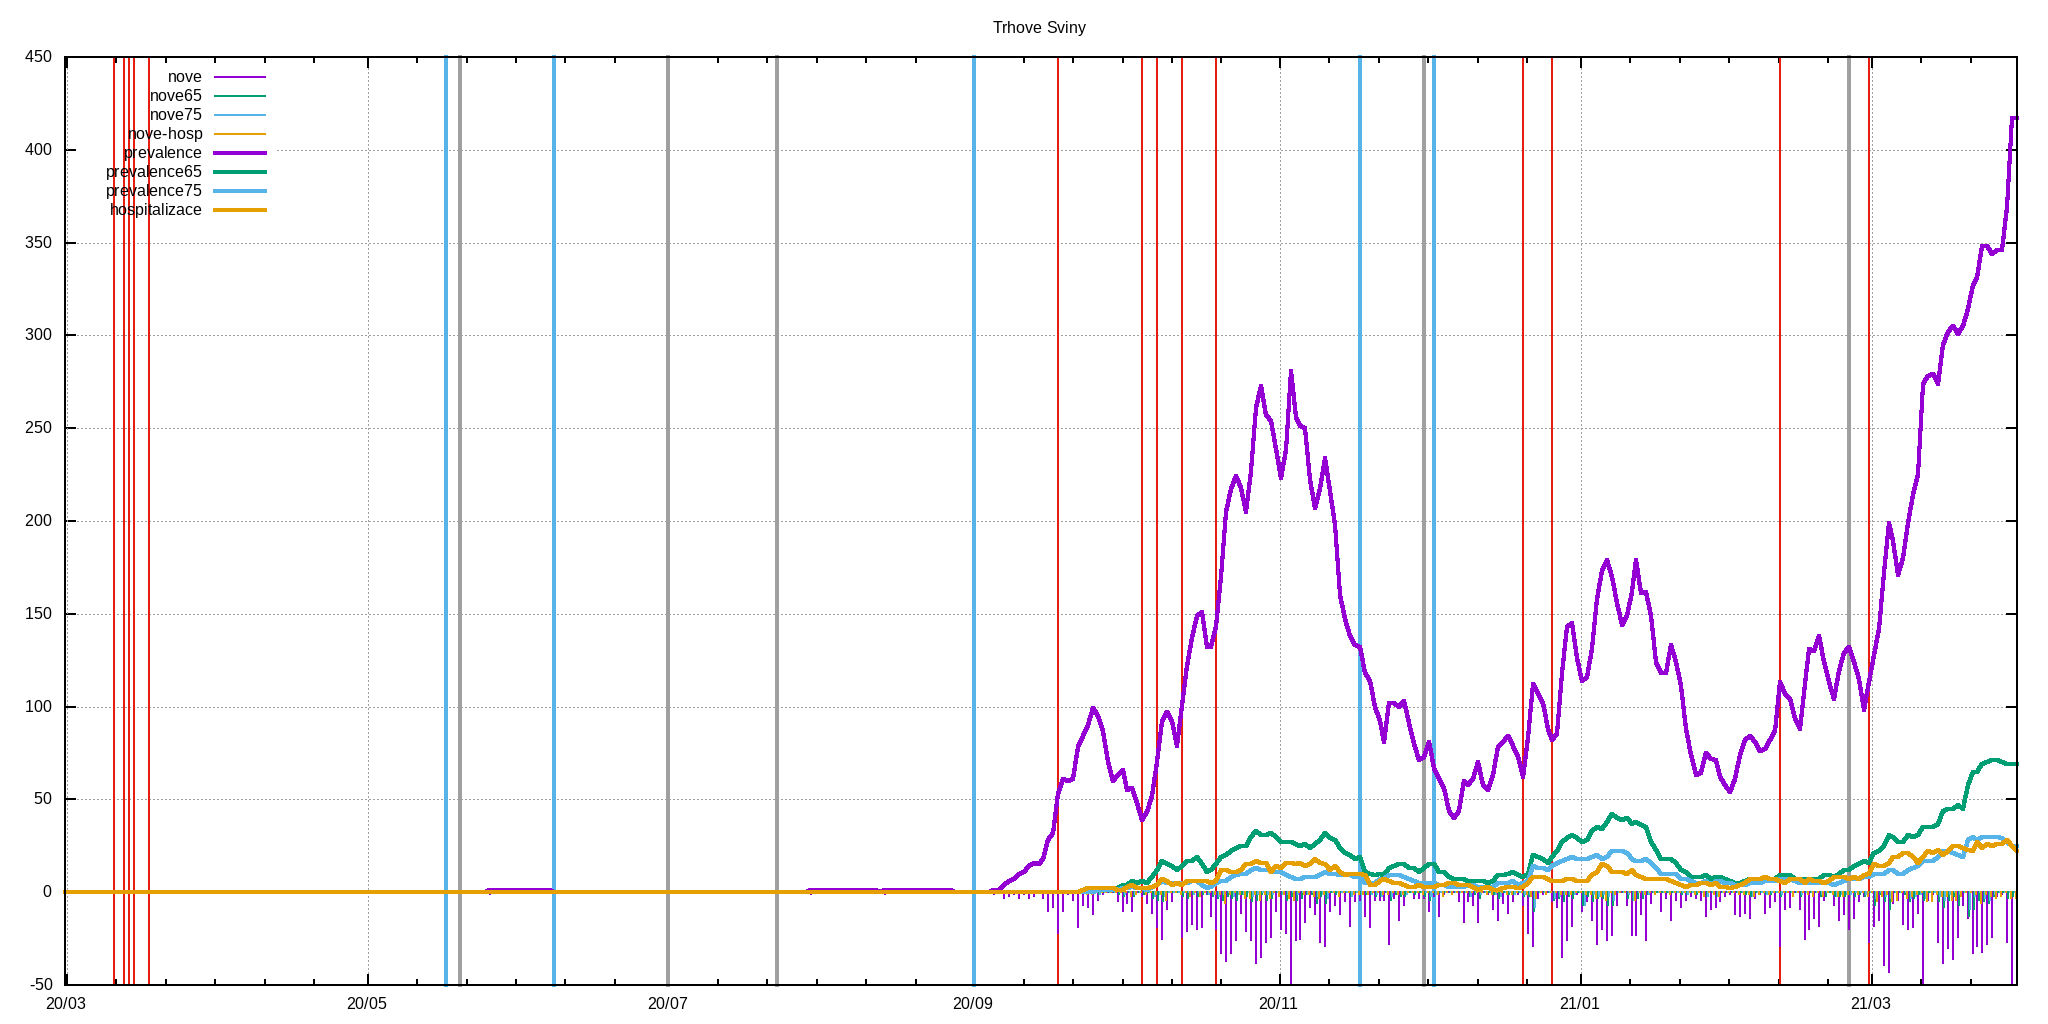 Trhove Sviny
450
400
350
300
250
200
150
100
50
0
-50
nove
nove65
nove75
nove-hosp
prevalence
prevalence65
prevalence75
hospitalizace
20/03
20/05
20/07
20/09
20/11
21/01
21/03